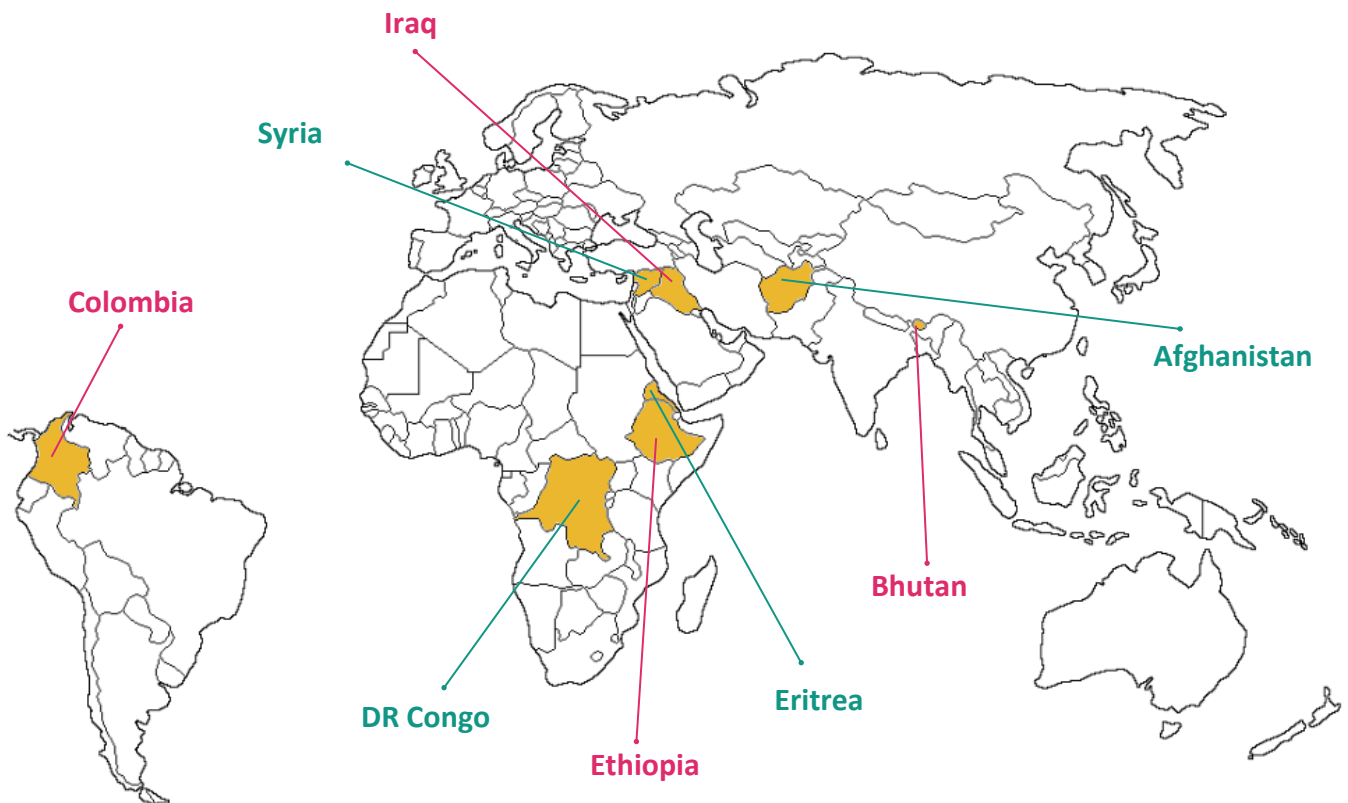 Iraq
Syria
Colombia
Afghanistan
Bhutan
Eritrea
DR Congo
Ethiopia